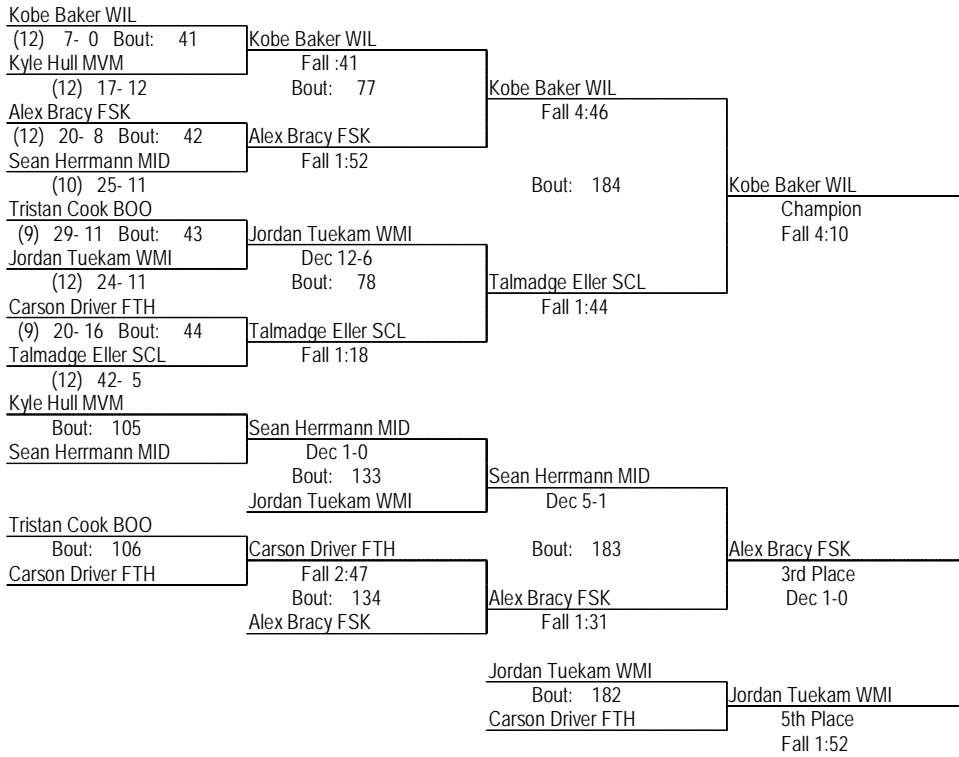 Kobe Baker WIL
(12) 7- 0 Bout: 41
Kobe Baker WIL
Kyle Hull MVM
Fall :41
(12) 17- 12
Bout: 77
Kobe Baker WIL
Alex Bracy FSK
Fall 4:46
(12) 20- 8 Bout: 42
Alex Bracy FSK
Sean Herrmann MID
Fall 1:52
(10) 25- 11
Bout: 184
Kobe Baker WIL
Tristan Cook BOO
Champion
(9) 29- 11 Bout: 43
Jordan Tuekam WMI
Fall 4:10
Jordan Tuekam WMI
Dec 12-6
(12) 24- 11
Bout: 78
Talmadge Eller SCL
Carson Driver FTH
Fall 1:44
(9) 20- 16 Bout: 44
Talmadge Eller SCL
Talmadge Eller SCL
Fall 1:18
(12) 42- 5
Kyle Hull MVM
Bout: 105
Sean Herrmann MID
Sean Herrmann MID
Dec 1-0
Bout: 133
Sean Herrmann MID
Jordan Tuekam WMI
Dec 5-1
Tristan Cook BOO
Bout: 106
Carson Driver FTH
Bout: 183
Alex Bracy FSK
Carson Driver FTH
Fall 2:47
3rd Place
Bout: 134
Alex Bracy FSK
Dec 1-0
Alex Bracy FSK
Fall 1:31
Jordan Tuekam WMI
Bout: 182
Jordan Tuekam WMI
Carson Driver FTH
5th Place
Fall 1:52